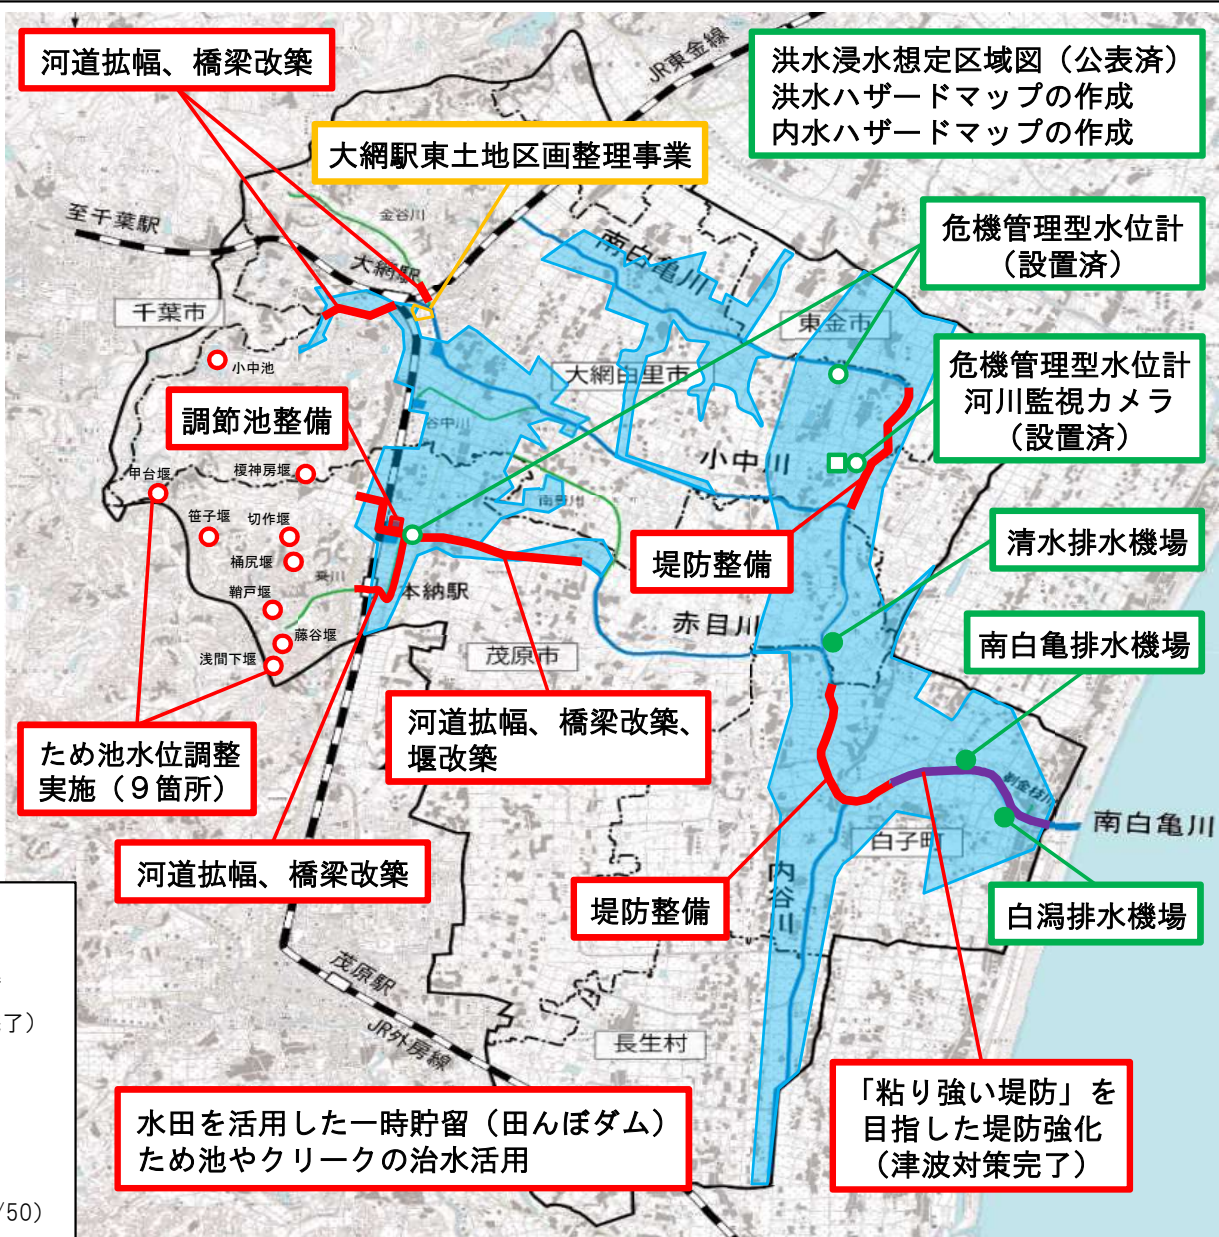 河道拡幅、橋梁改築
JR東金線
洪水浸水想定区域図（公表済）
洪水ハザードマップの作成
内水ハザードマップの作成
大網駅東土地区画整理事業
至千葉駅
金谷川
大網駅
南白亀川
危機管理型水位計
（設置済）
千葉市
東金市
小中池
大網白里市
危機管理型水位計
河川監視カメラ
（設置済）
調節池整備
谷中川
小中川
甲台堰
榎神房堰
南白亀川
笹子堰
切作堰
桶尻堰
堤防整備
清水排水機場
鞘戸堰
本納駅
赤目川
藤谷堰
浅間下堰
茂原市
南白亀排水機場
ため池水位調整
実施（９箇所）
河道拡幅、橋梁改築、
堰改築
南白亀川
白子町
河道拡幅、橋梁改築
内谷川
堤防整備
白潟排水機場
茂原駅
JR外房線
長生村
水田を活用した一時貯留（田んぼダム）
ため池やクリークの治水活用
「粘り強い堤防」を
目指した堤防強化
（津波対策完了）
了）
/50）